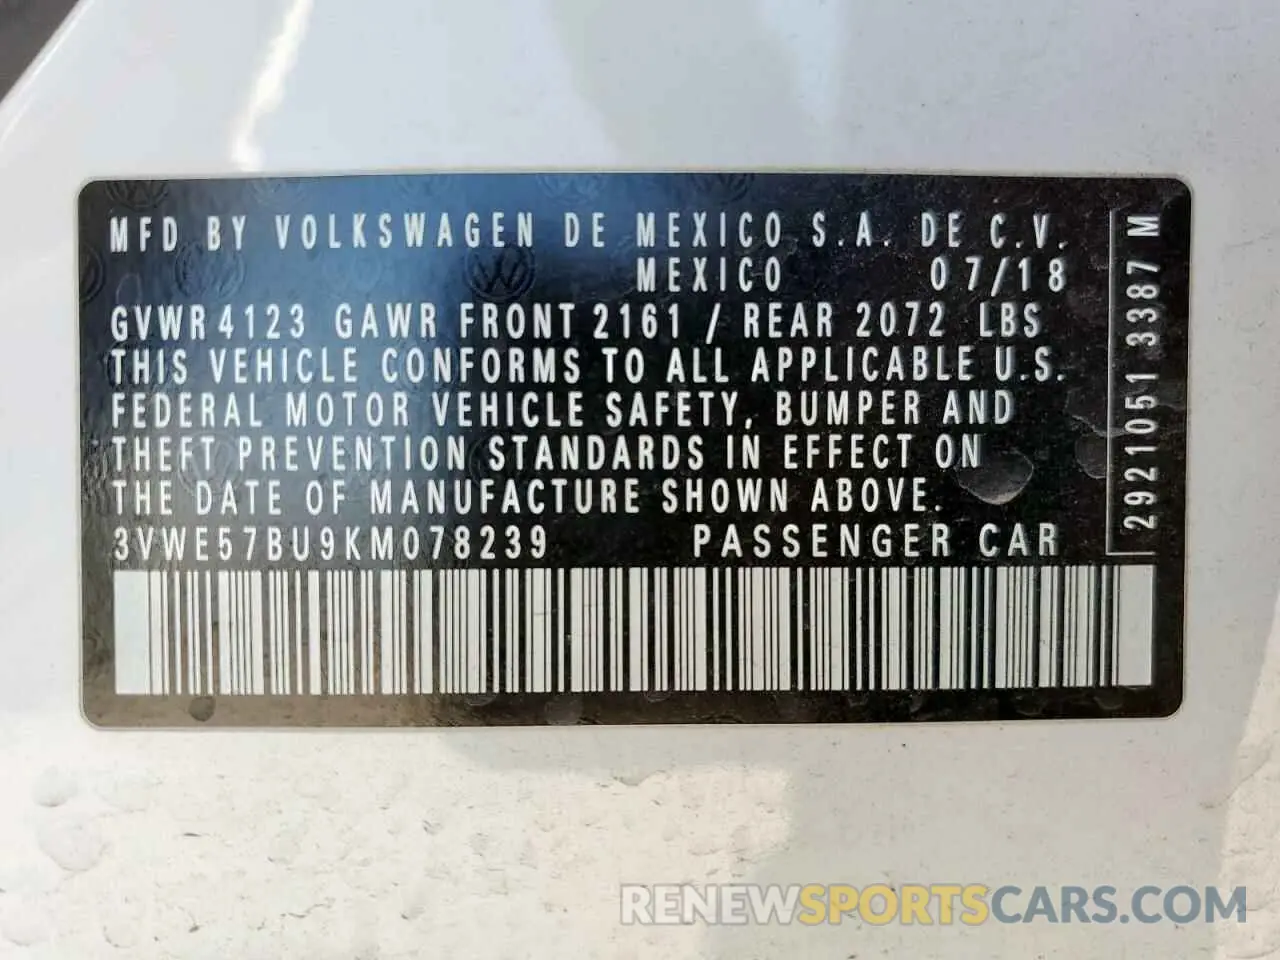 MFD BY VOLKSWAGEN DE MEXICO S.A. DE C.V.
MEXICO 07/18
GVWR 4123 GAWR FRONT 2161 / REAR 2072 LBS
THIS VEHICLE CONFORMS TO ALL APPLICABLE U.S.
FEDERAL MOTOR VEHICLE SAFETY, BUMPER AND
THEFT PREVENTION STANDARDS IN EFFECT ON
THE DATE OF MANUFACTURE SHOWN ABOVE.
3VWE57BU9KM078239 PASSENGER CAR
2921051 3387 M
RENEWSPORTSCARS.COM